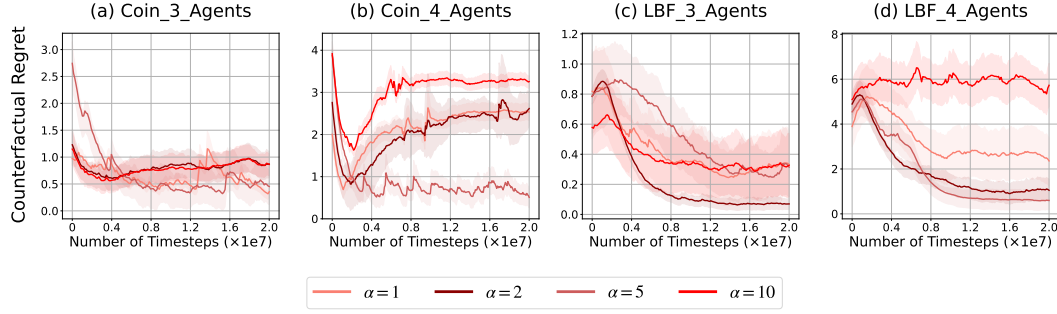 (a) Coin_3_Agents
(b) Coin_4_Agents
(c) LBF_3_Agents
(d) LBF_4_Agents
Counterfactual Regret
3.0
2.5
2.0
1.5
1.0
0.5
0.0
0 0.4 0.8 1.2 1.6 2.0
Number of Timesteps (×1e7)
4
3
2
1
0
0 0.4 0.8 1.2 1.6 2.0
Number of Timesteps (×1e7)
1.2
1.0
0.8
0.6
0.4
0.2
0.0
0 0.4 0.8 1.2 1.6 2.0
Number of Timesteps (×1e7)
8
6
4
2
0
0 0.4 0.8 1.2 1.6 2.0
Number of Timesteps (×1e7)
α = 1 α = 2 α = 5 α = 10